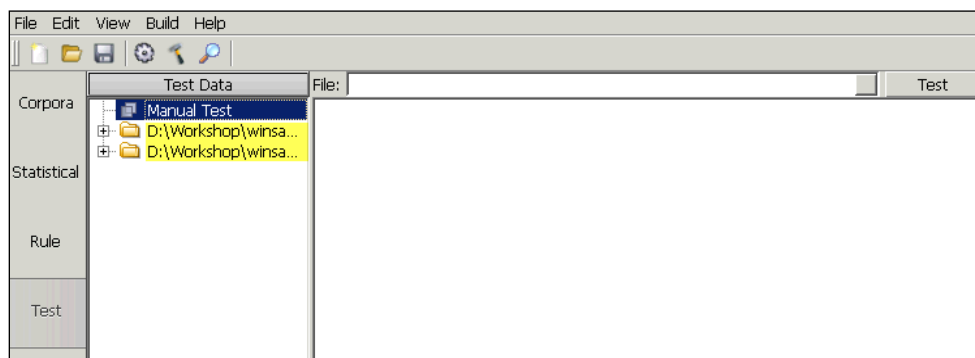 File Edit View Build Help
Test Data File: Test
Corpora
Manual Test
D:\Workshop\winsa...
D:\Workshop\winsa...
Statistical
Rule
Test